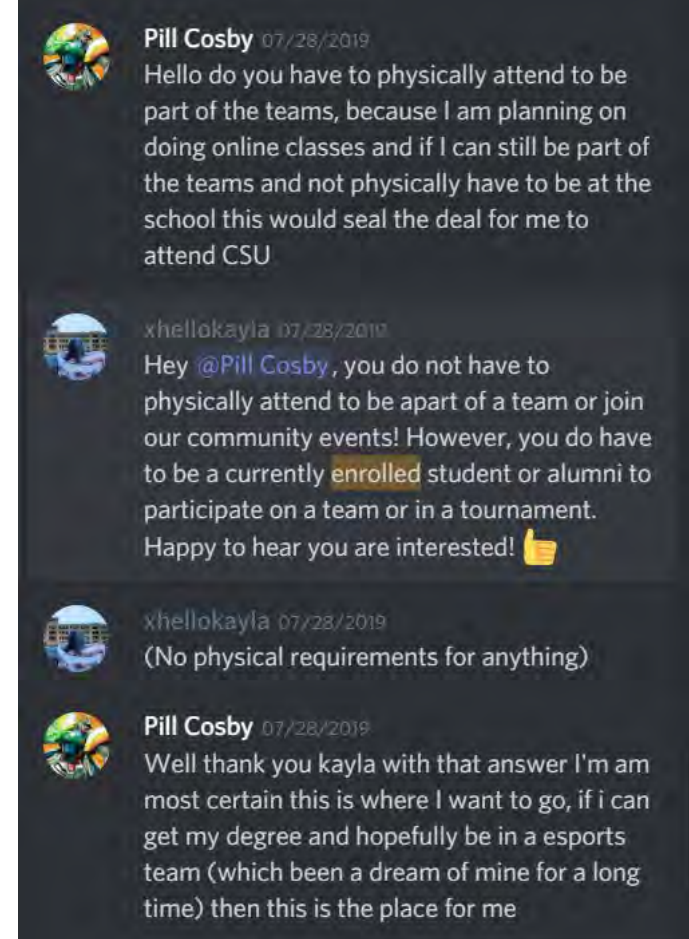 Pill Cosby 07/28/2019
Hello do you have to physically attend to be
part of the teams, because I am planning on
doing online classes and if I can still be part of
the teams and not physically have to be at the
school this would seal the deal for me to
attend CSU
xhellokayla 07/28/2019
Hey @Pill Cosby, you do not have to
physically attend to be apart of a team or join
our community events! However, you do have
to be a currently enrolled student or alumni to
participate on a team or in a tournament.
Happy to hear you are interested!
xhellokayla 07/28/2019
(No physical requirements for anything)
Pill Cosby 07/28/2019
Well thank you kayla with that answer I'm am
most certain this is where I want to go, if i can
get my degree and hopefully be in a esports
team (which been a dream of mine for a long
time) then this is the place for me